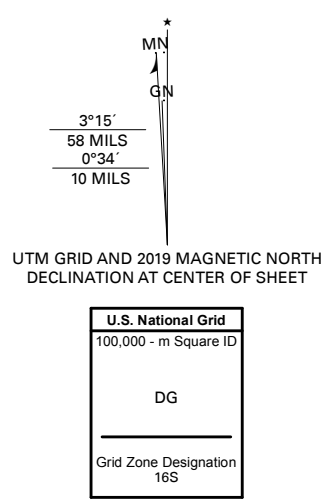 ★
MN
GN
3°15´
58 MILS
0°34´
10 MILS
UTM GRID AND 2019 MAGNETIC NORTH
DECLINATION AT CENTER OF SHEET
U.S. National Grid
100,000 - m Square ID
DG
Grid Zone Designation
16S